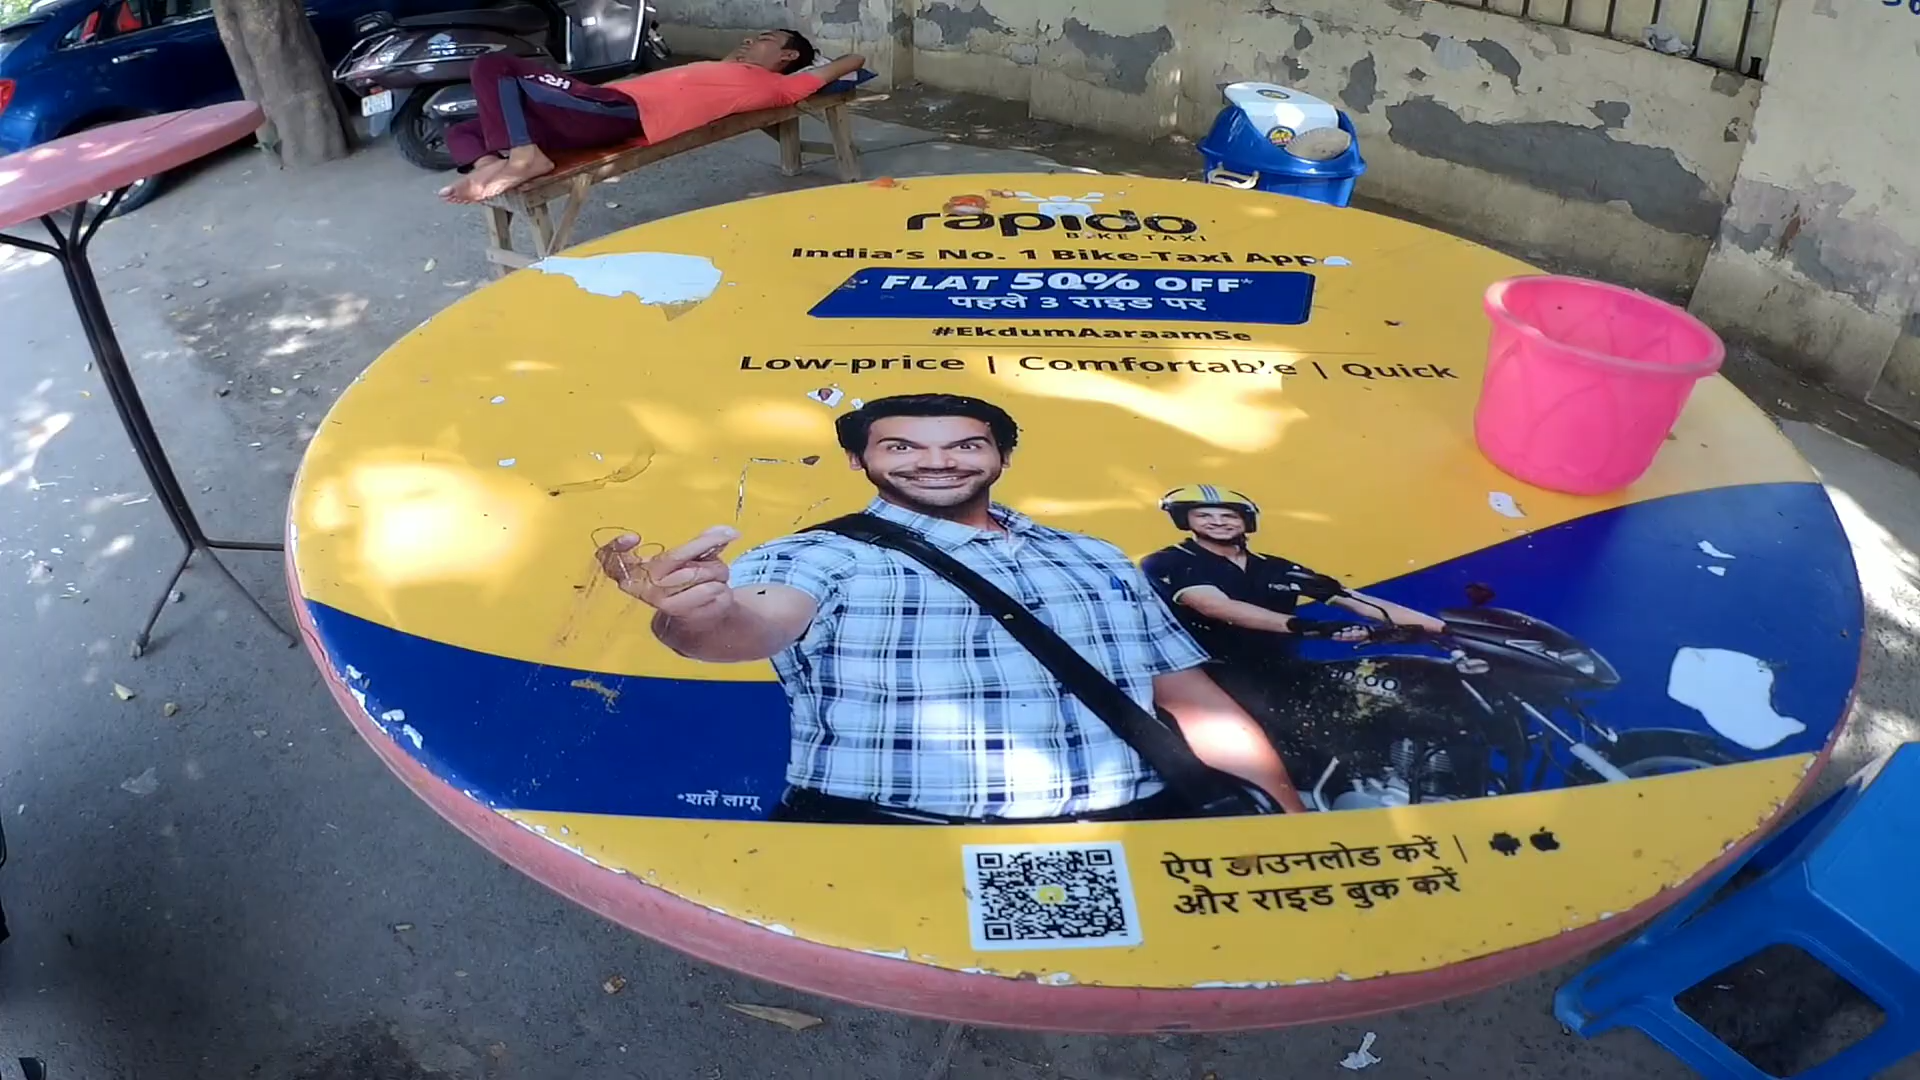 rapido
BIKE TAXI
India's No. 1 Bike-Taxi App
FLAT 50% OFF*
पहले 3 राइड पर
#EkdumAaraamSe
Low-price | Comfortable | Quick
*शर्तें लागू
ऐप डाउनलोड करें |
और राइड बुक करें